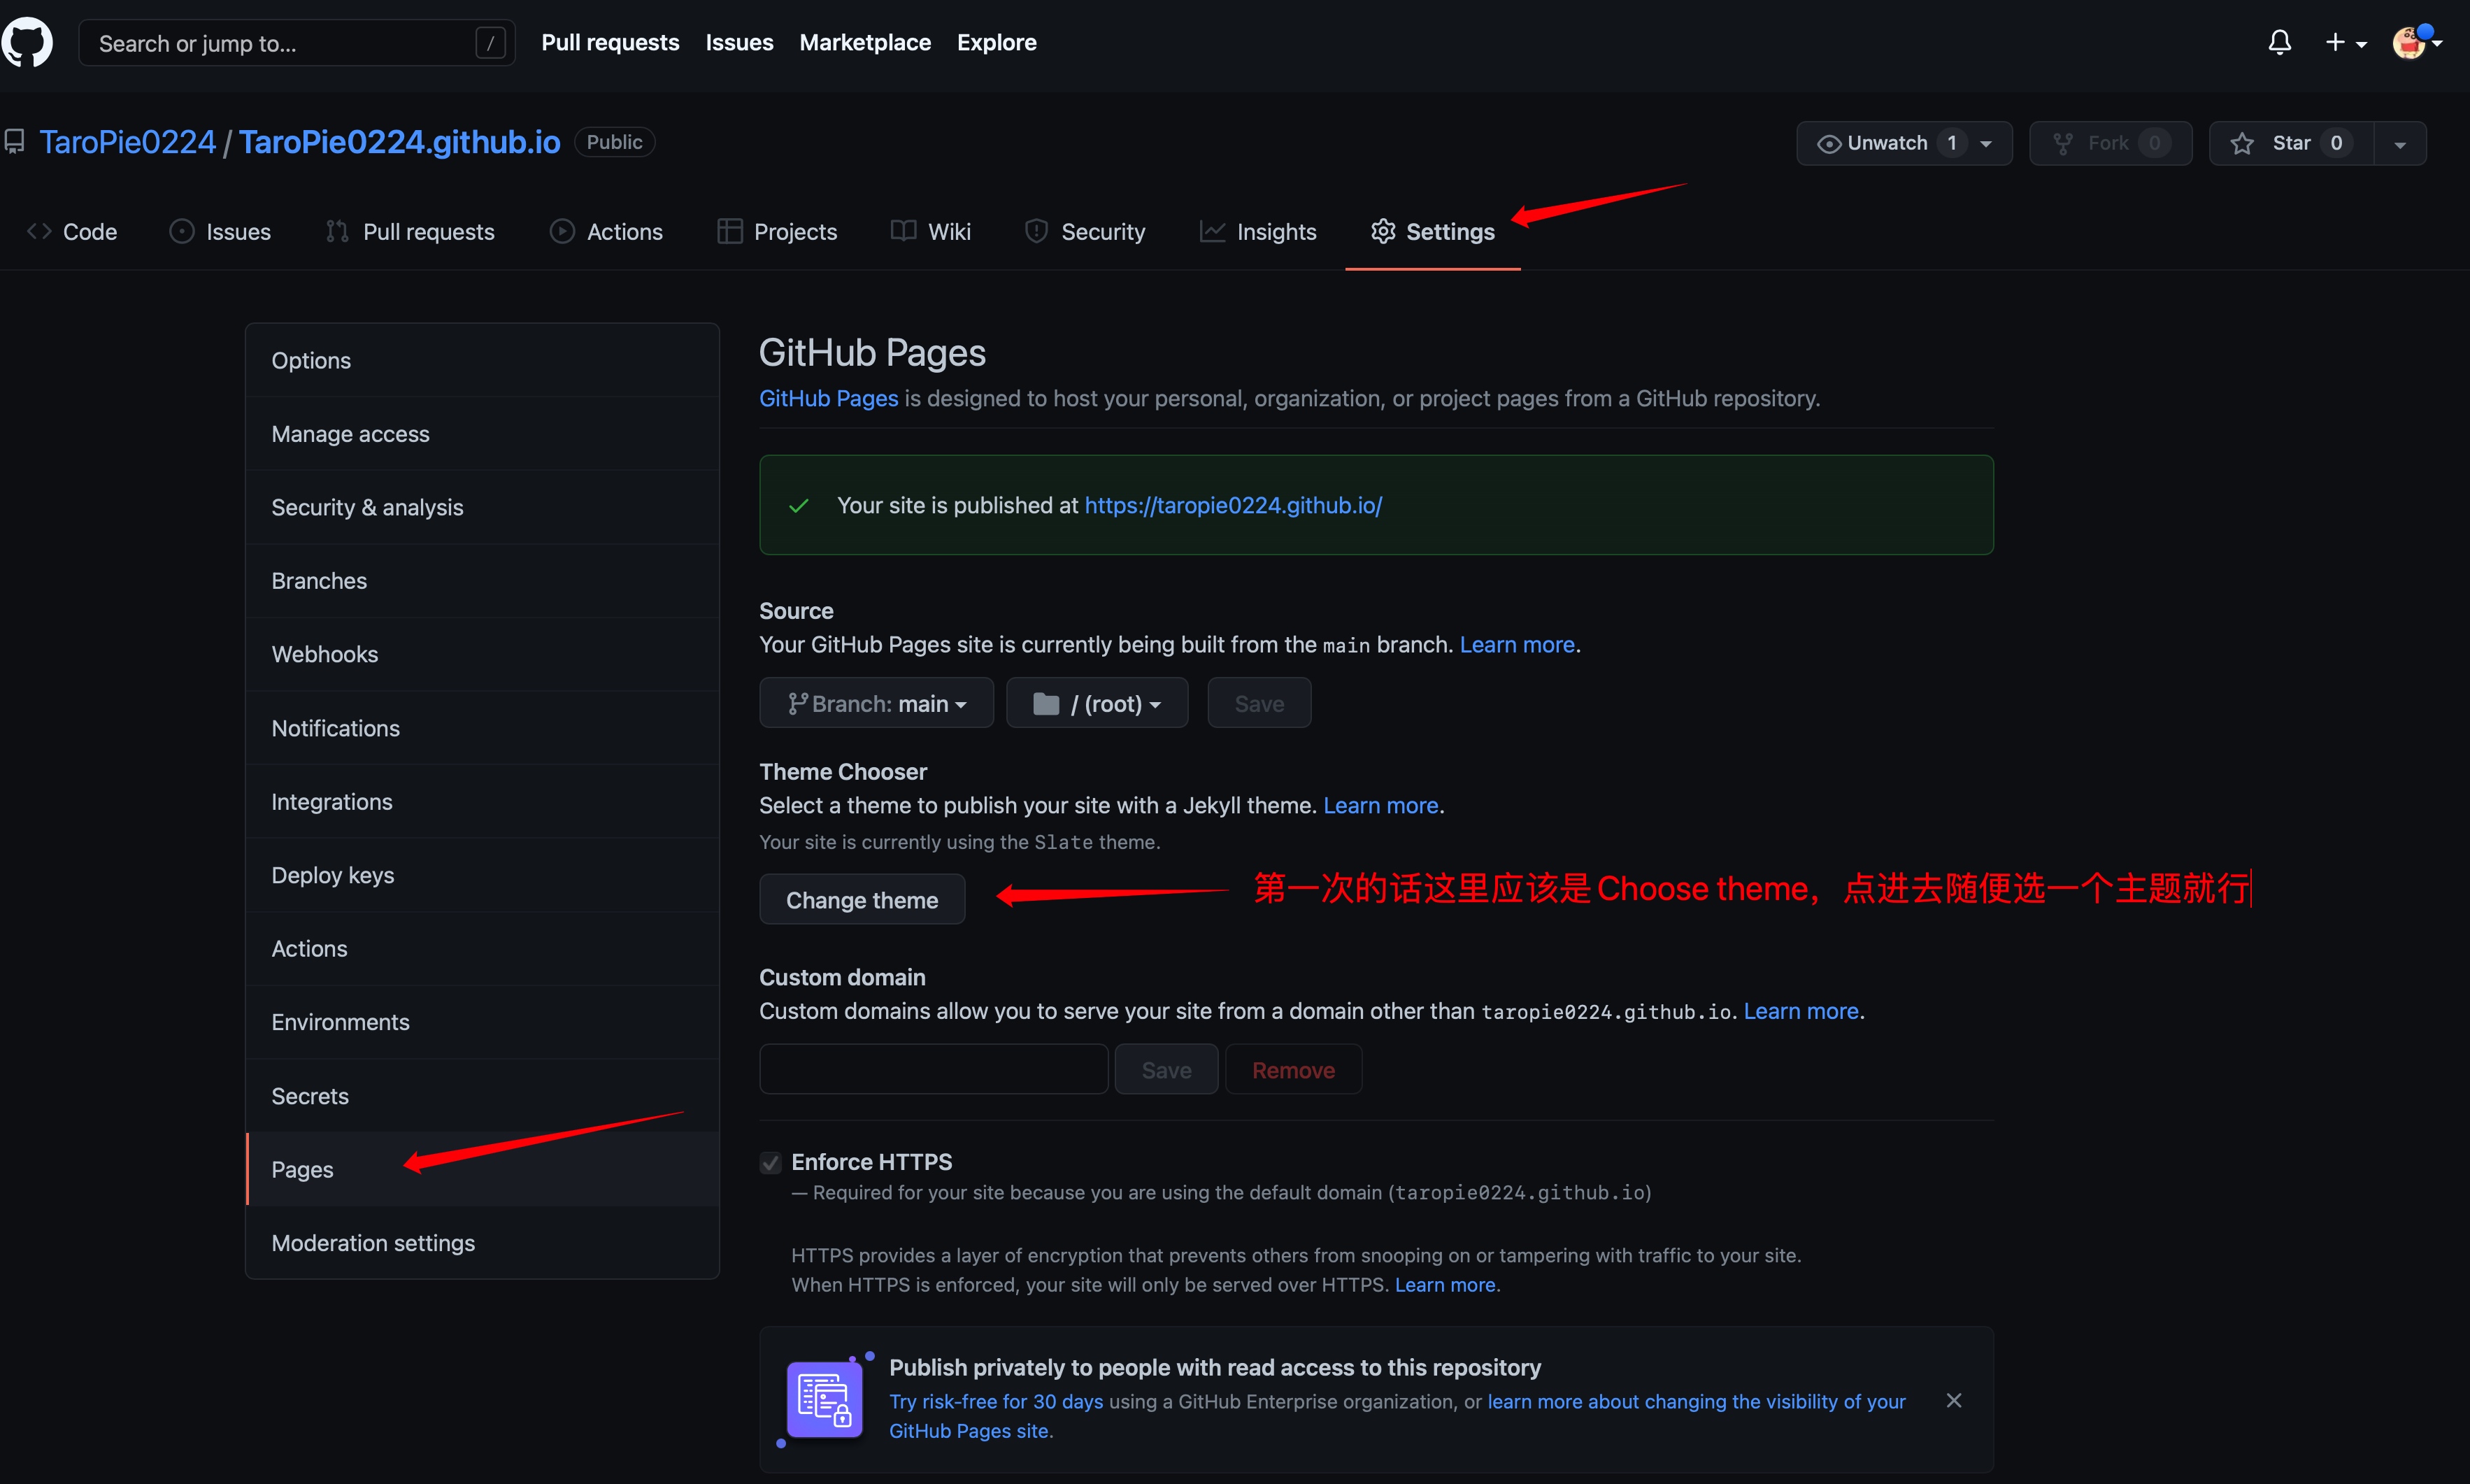 Search or jump to... / Pull requests Issues Marketplace Explore
TaroPie0224 / TaroPie0224.github.io Public Unwatch 1 Fork 0 Star 0
Code Issues Pull requests Actions Projects Wiki Security Insights Settings
Options
Manage access
Security & analysis
Branches
Webhooks
Notifications
Integrations
Deploy keys
Actions
Environments
Secrets
Pages
Moderation settings
GitHub Pages
GitHub Pages is designed to host your personal, organization, or project pages from a GitHub repository.
Your site is published at https://taropie0224.github.io/
Source
Your GitHub Pages site is currently being built from the main branch. Learn more.
Branch: main / (root) Save
Theme Chooser
Select a theme to publish your site with a Jekyll theme. Learn more.
Your site is currently using the Slate theme.
Change theme 第一次的话这里应该是Choose theme，点进去随便选一个主题就行
Custom domain
Custom domains allow you to serve your site from a domain other than taropie0224.github.io. Learn more.
Save Remove
Enforce HTTPS
— Required for your site because you are using the default domain (taropie0224.github.io)
HTTPS provides a layer of encryption that prevents others from snooping on or tampering with traffic to your site.
When HTTPS is enforced, your site will only be served over HTTPS. Learn more.
Publish privately to people with read access to this repository
Try risk-free for 30 days using a GitHub Enterprise organization, or learn more about changing the visibility of your
GitHub Pages site.